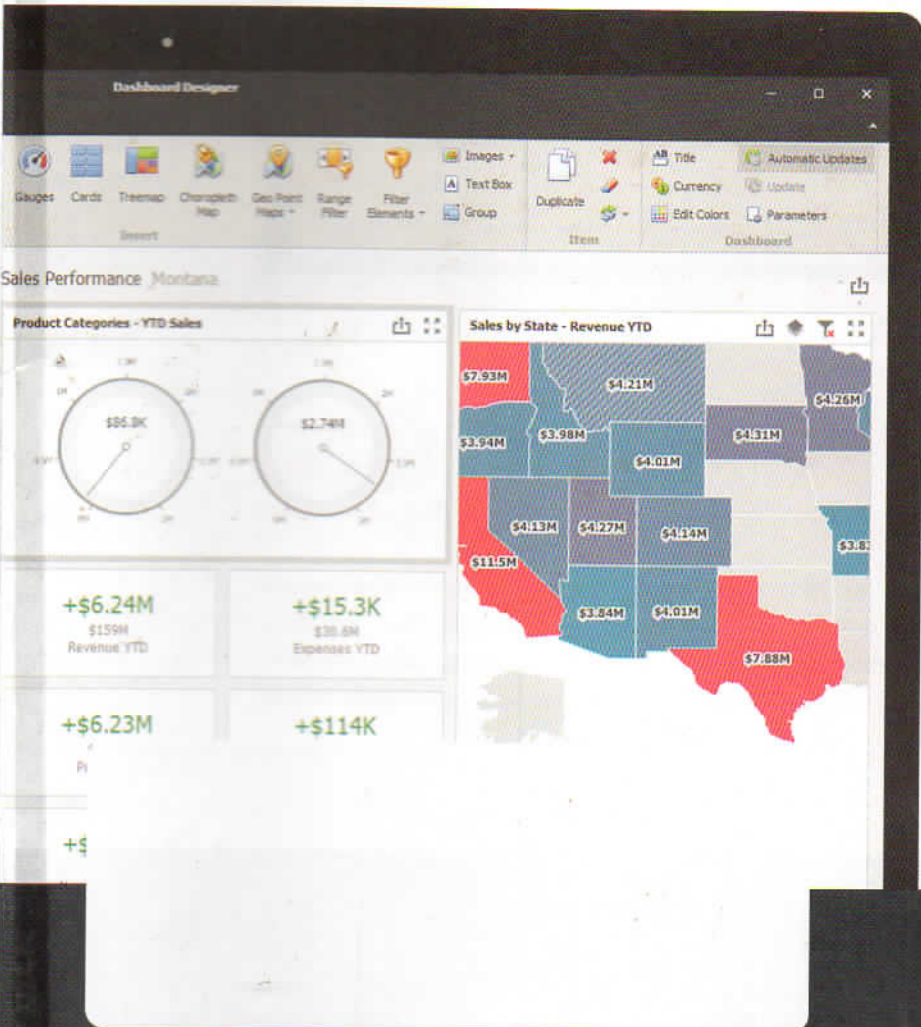 Dashboard Designer
Gauges
Cards
Treemap
Choropleth
Map
Geo Point
Maps
Range
Filter
Filter
Elements
Insert
Images
Text Box
Group
Duplicate
Item
Title
Currency
Edit Colors
Automatic Updates
Update
Parameters
Dashboard
Sales Performance Montana
Product Categories - YTD Sales
$86.8K
$2.74M
+$6.24M
$159M
Revenue YTD
+$15.3K
$30.6M
Expenses YTD
+$6.23M
+$114K
+$
Sales by State - Revenue YTD
$7.93M
$4.21M
$4.26M
$3.94M
$3.98M
$4.31M
$4.01M
$4.13M
$4.27M
$4.14M
$3.83
$11.5M
$3.84M
$4.01M
$7.88M